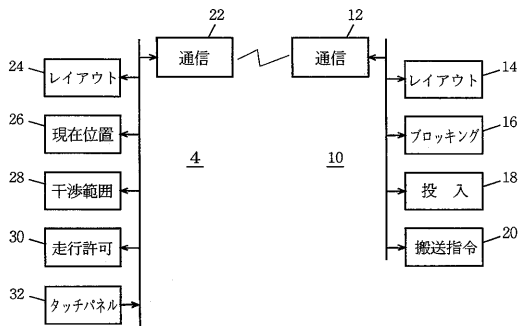 22
通信
12
通信
24
レイアウト
26
現在位置
28
干渉範囲
30
走行許可
32
タッチパネル
4
10
14
レイアウト
16
ブロッキング
18
投 入
20
搬送指令